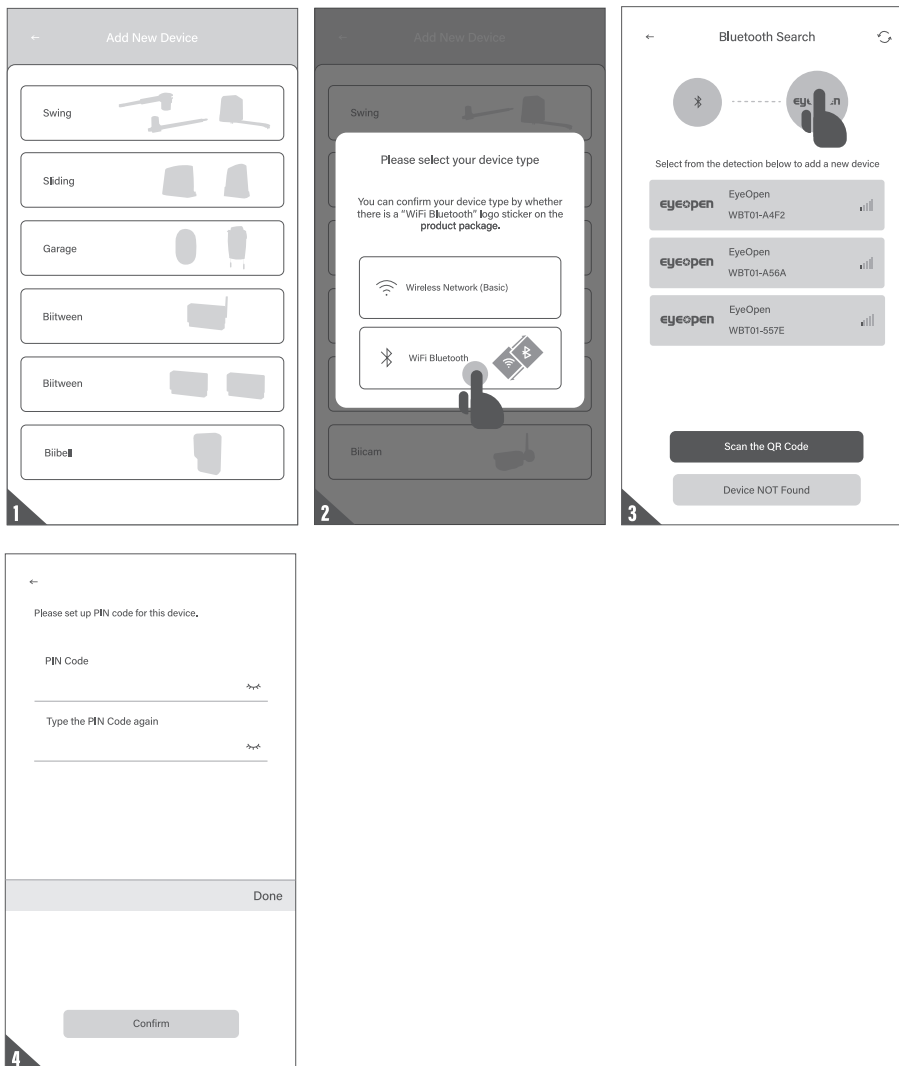 ← Add New Device
Swing
Sliding
Garage
Biitween
Biitween
Biibell
1
← Add New Device
Swing
Please select your device type
You can confirm your device type by whether
there is a "WiFi Bluetooth" logo sticker on the
product package.
Wireless Network (Basic)
WiFi Bluetooth
Biicam
2
← Bluetooth Search
Select from the detection below to add a new device
eyeopen
EyeOpen
WBT01-A4F2
eyeopen
EyeOpen
WBT01-A56A
eyeopen
EyeOpen
WBT01-557E
Scan the QR Code
Device NOT Found
3
←
Please set up PIN code for this device.
PIN Code
Type the PIN Code again
Done
Confirm
4